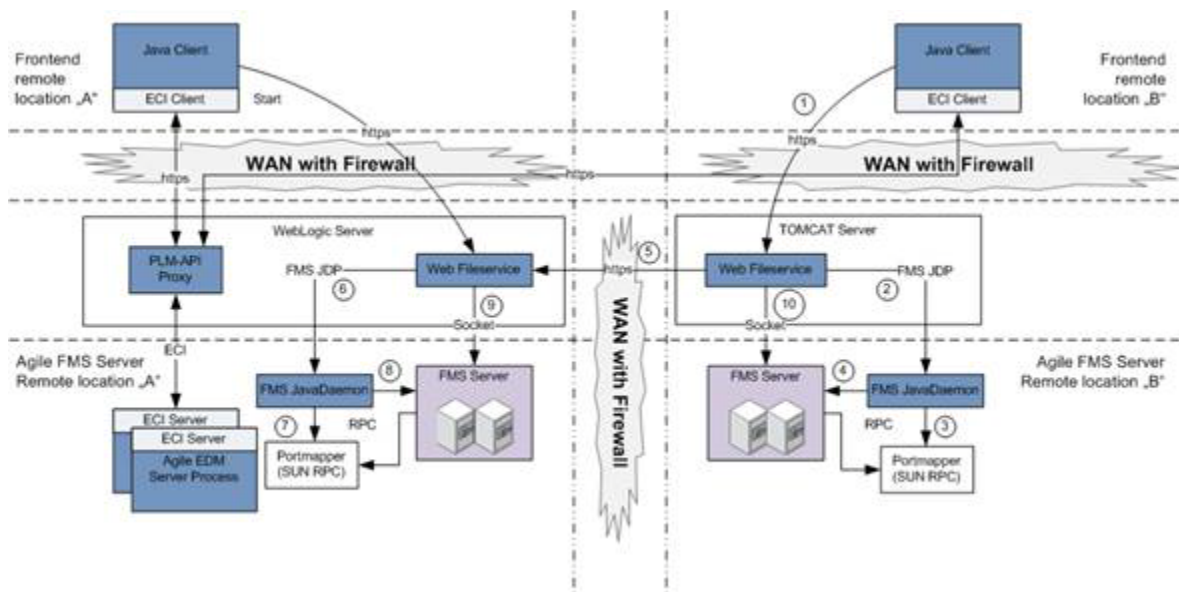 Frontend
remote
location „A"
Java Client
ECI Client
Start
https
WAN with Firewall
https
https
Java Client
ECI Client
Frontend
remote
location „B"
1
https
WAN with Firewall
WebLogic Server
PLM-API
Proxy
FMS JDP
6
Web Fileservice
9
Socket
https
5
WAN with Firewall
TOMCAT Server
Web Fileservice
FMS JDP
2
10
Socket
ECI
Agile FMS Server
Remote location „A"
ECI Server
ECI Server
Agile EDM
Server Process
FMS JavaDaemon
8
7
RPC
Portmapper
(SUN RPC)
FMS Server
FMS Server
4
FMS JavaDaemon
RPC
3
Portmapper
(SUN RPC)
Agile FMS Server
Remote location „B"